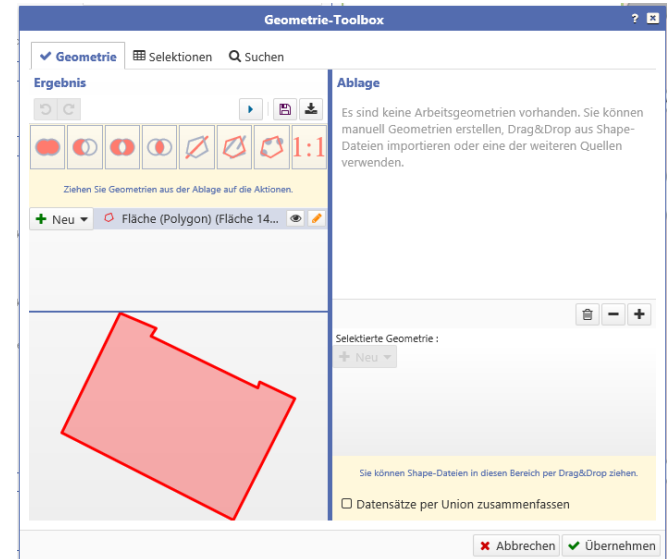 Geometrie-Toolbox
?
Geometrie Selektionen Suchen
Ergebnis
1:1
Ziehen Sie Geometrien aus der Ablage auf die Aktionen.
Neu Fläche (Polygon) (Fläche 14...
Ablage
Es sind keine Arbeitsgeometrien vorhanden. Sie können
manuell Geometrien erstellen, Drag&Drop aus Shape-
Dateien importieren oder eine der weiteren Quellen
verwenden.
Selektierte Geometrie :
Neu
Sie können Shape-Dateien in diesen Bereich per Drag&Drop ziehen.
Datensätze per Union zusammenfassen
Abbrechen Übernehmen